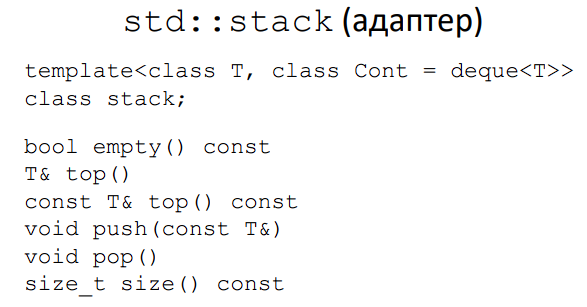 std::stack (адаптер)
template<class T, class Cont = deque<T>>
class stack;
bool empty() const
T& top()
const T& top() const
void push(const T&)
void pop()
size_t size() const